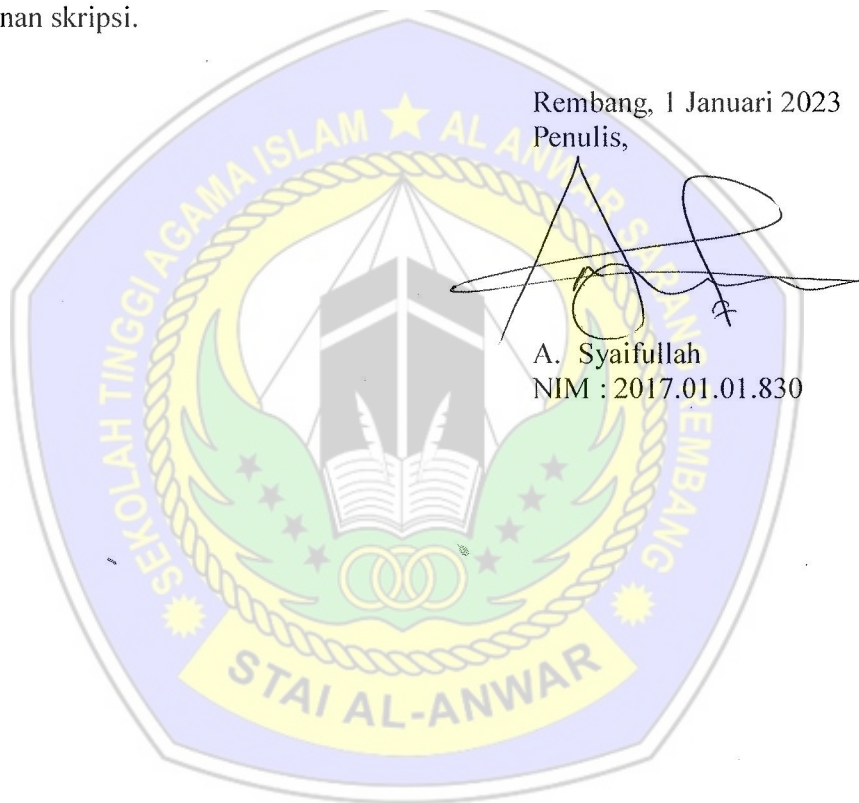 nan skripsi.
Rembang, 1 Januari 2023
Penulis,
A. Syaifullah
NIM : 2017.01.01.830
SEKOLAH TINGGI AGAMA ISLAM ★ AL ANWAR SARANG REMBANG
STAI AL-ANWAR